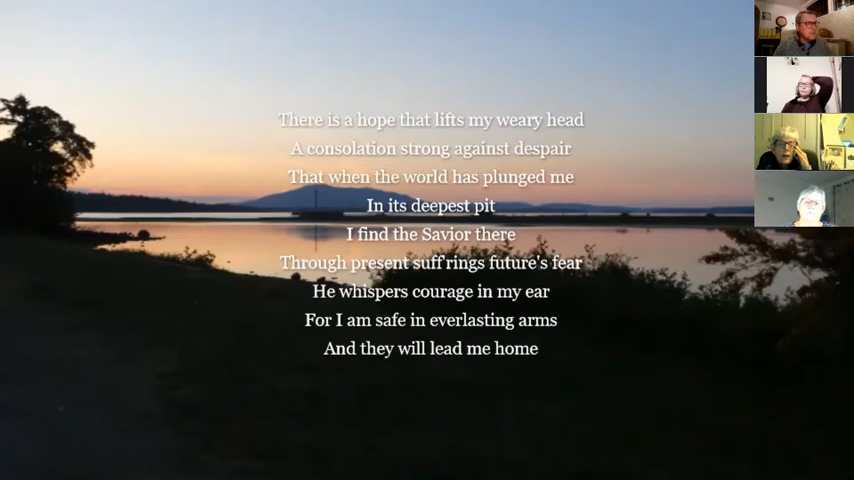 There is a hope that lifts my weary head
A consolation strong against despair
That when the world has plunged me
In its deepest pit
I find the Savior there
Through present suff'rings future's fear
He whispers courage in my ear
For I am safe in everlasting arms
And they will lead me home